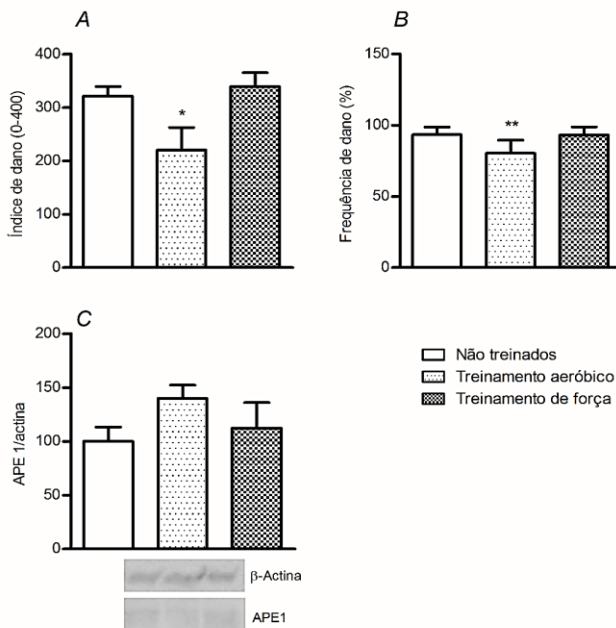 A
Índice de dano (0-400)
400
300
200
100
0
*
B
Frequência de dano (%)
150
100
50
0
**
C
APE 1/actina
200
150
100
50
0
β-Actina
APE1
Não treinados
Treinamento aeróbico
Treinamento de força